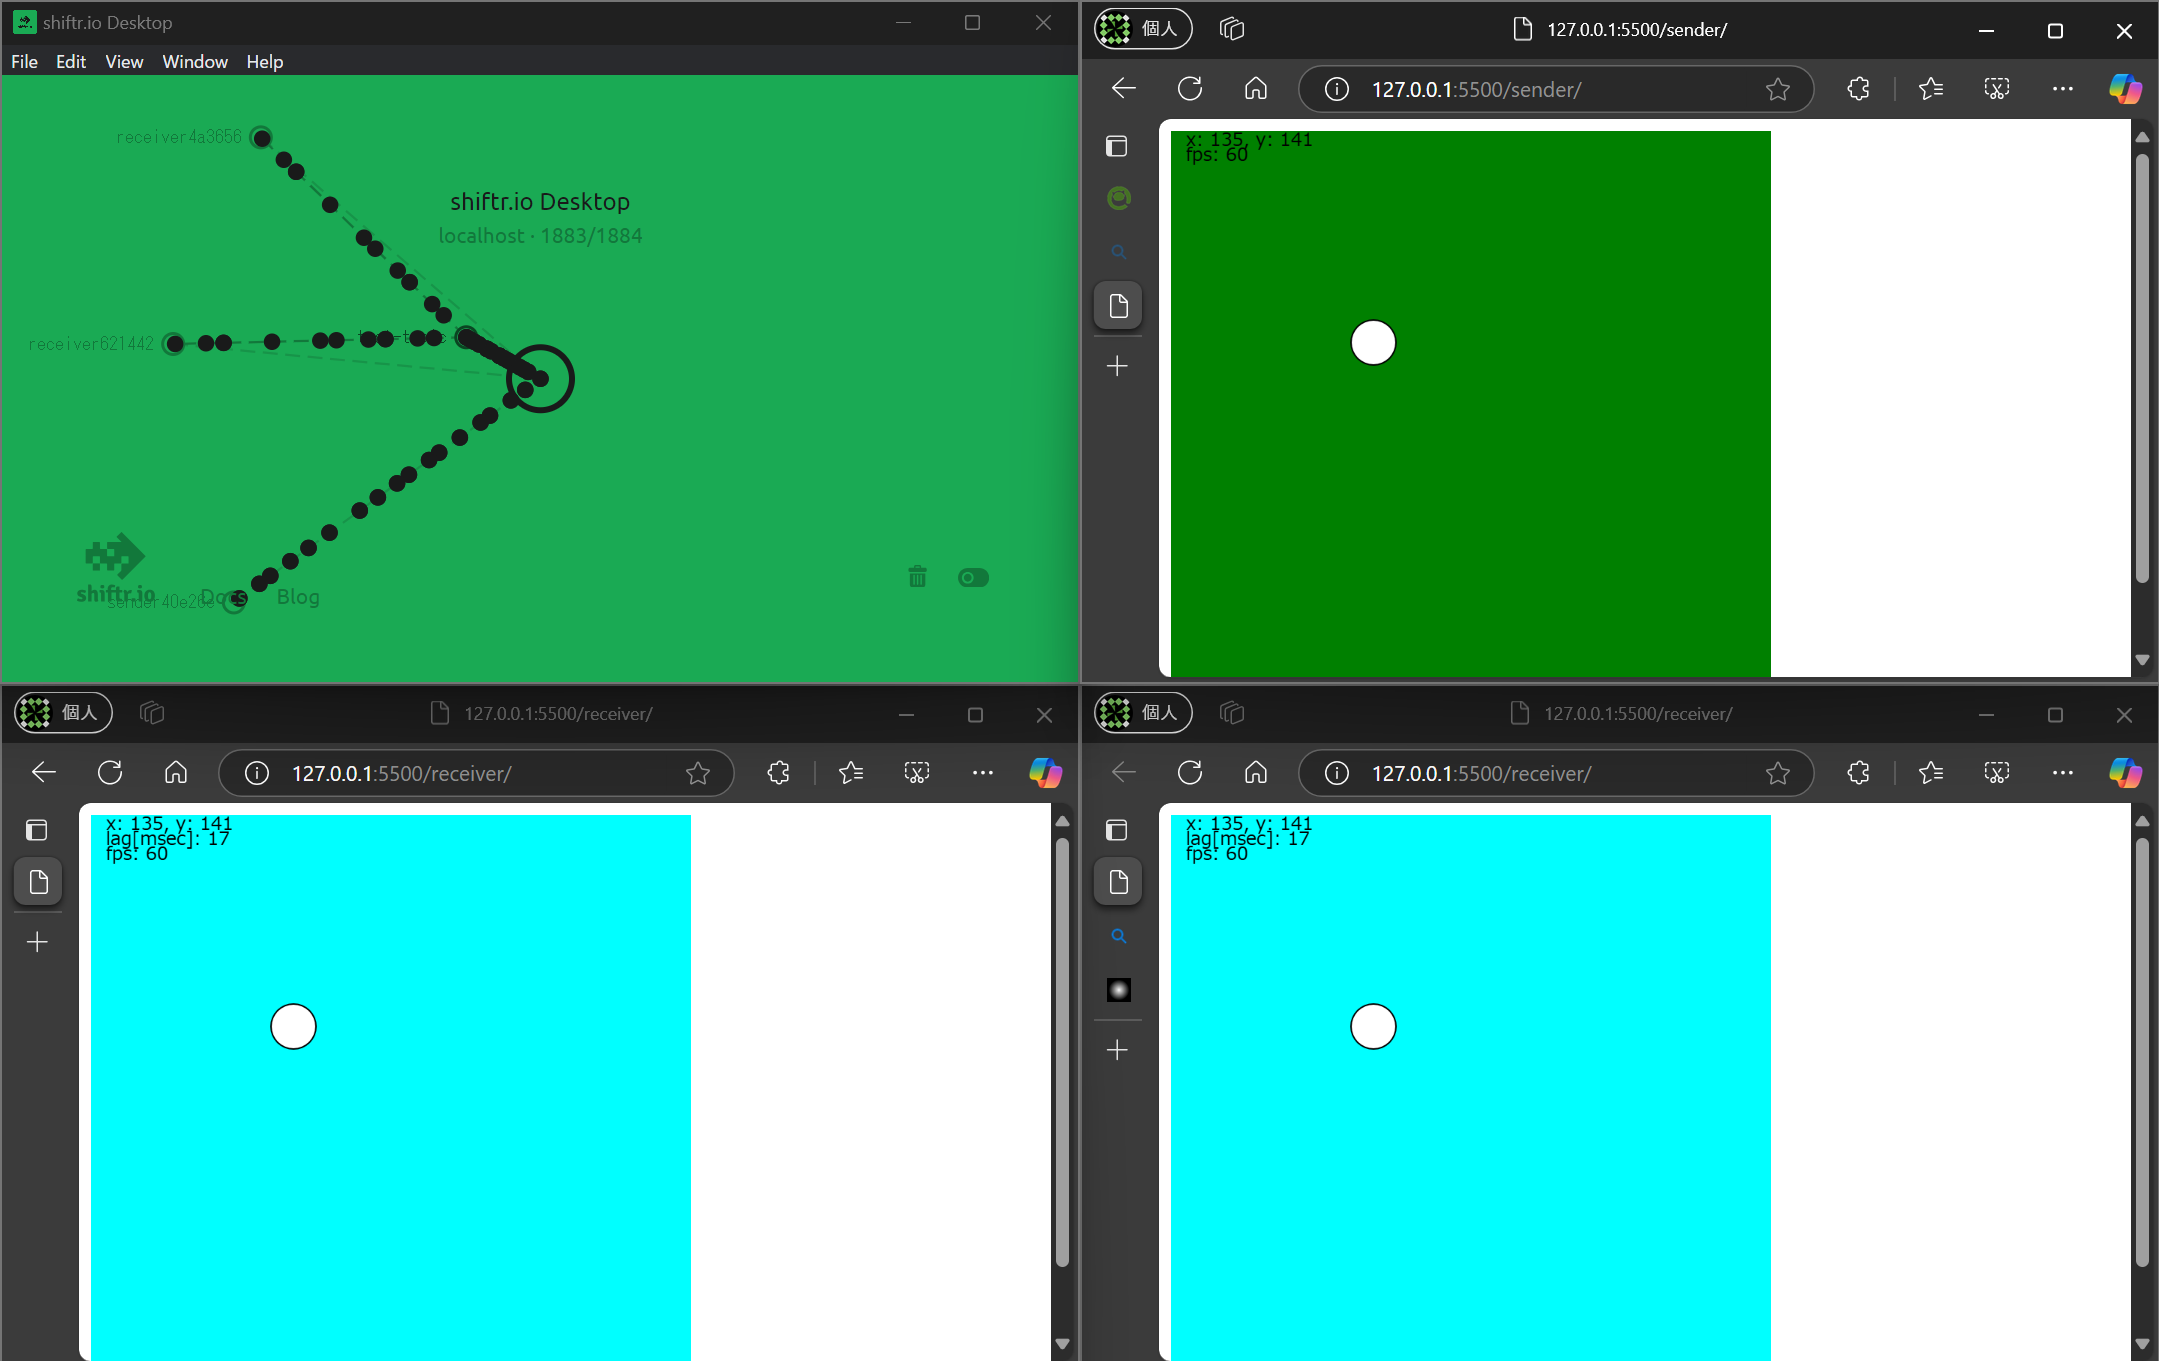 shiftr.io Desktop
File Edit View Window Help
receiver4a3656
shiftr.io Desktop
localhost · 1883/1884
receiver621442
shiftr.io
Docs
Blog
個人
127.0.0.1:5500/sender/
127.0.0.1:5500/sender/
x: 135, y: 141
fps: 60
個人
127.0.0.1:5500/receiver/
127.0.0.1:5500/receiver/
x: 135, y: 141
lag[msec]: 17
fps: 60
個人
127.0.0.1:5500/receiver/
127.0.0.1:5500/receiver/
x: 135, y: 141
lag[msec]: 17
fps: 60